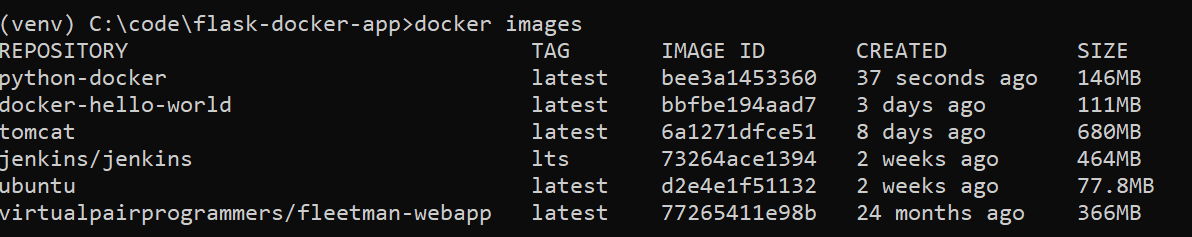 (venv) C:\code\flask-docker-app>docker images
REPOSITORY TAG IMAGE ID CREATED SIZE
python-docker latest bee3a1453360 37 seconds ago 146MB
docker-hello-world latest bbfbe194aad7 3 days ago 111MB
tomcat latest 6a1271dfce51 8 days ago 680MB
jenkins/jenkins lts 73264ace1394 2 weeks ago 464MB
ubuntu latest d2e4e1f51132 2 weeks ago 77.8MB
virtualpairprogrammers/fleetman-webapp latest 77265411e98b 24 months ago 366MB